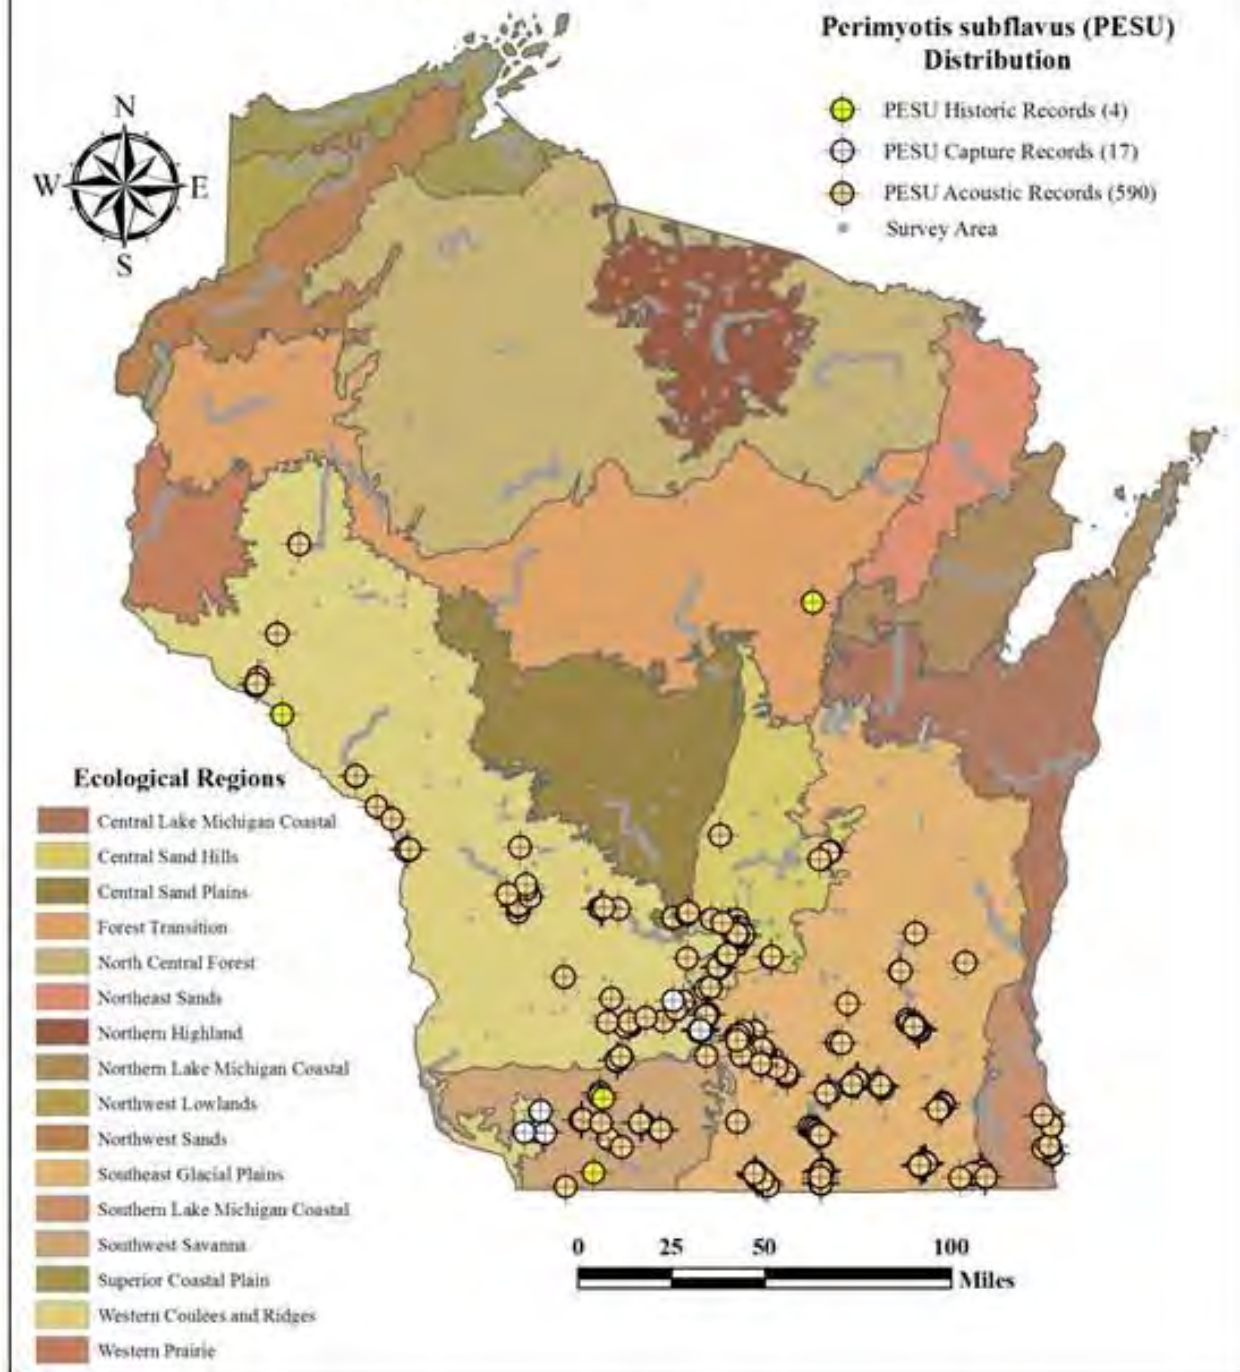 Perimyotis subflavus (PESU)
Distribution
PESU Historic Records (4)
PESU Capture Records (17)
PESU Acoustic Records (590)
Survey Area
N
W
E
S
Ecological Regions
Central Lake Michigan Coastal
Central Sand Hills
Central Sand Plains
Forest Transition
North Central Forest
Northeast Sands
Northern Highland
Northern Lake Michigan Coastal
Northwest Lowlands
Northwest Sands
Southeast Glacial Plains
Southern Lake Michigan Coastal
Southwest Savanna
Superior Coastal Plain
Western Coulees and Ridges
Western Prairie
0 25 50 100
Miles